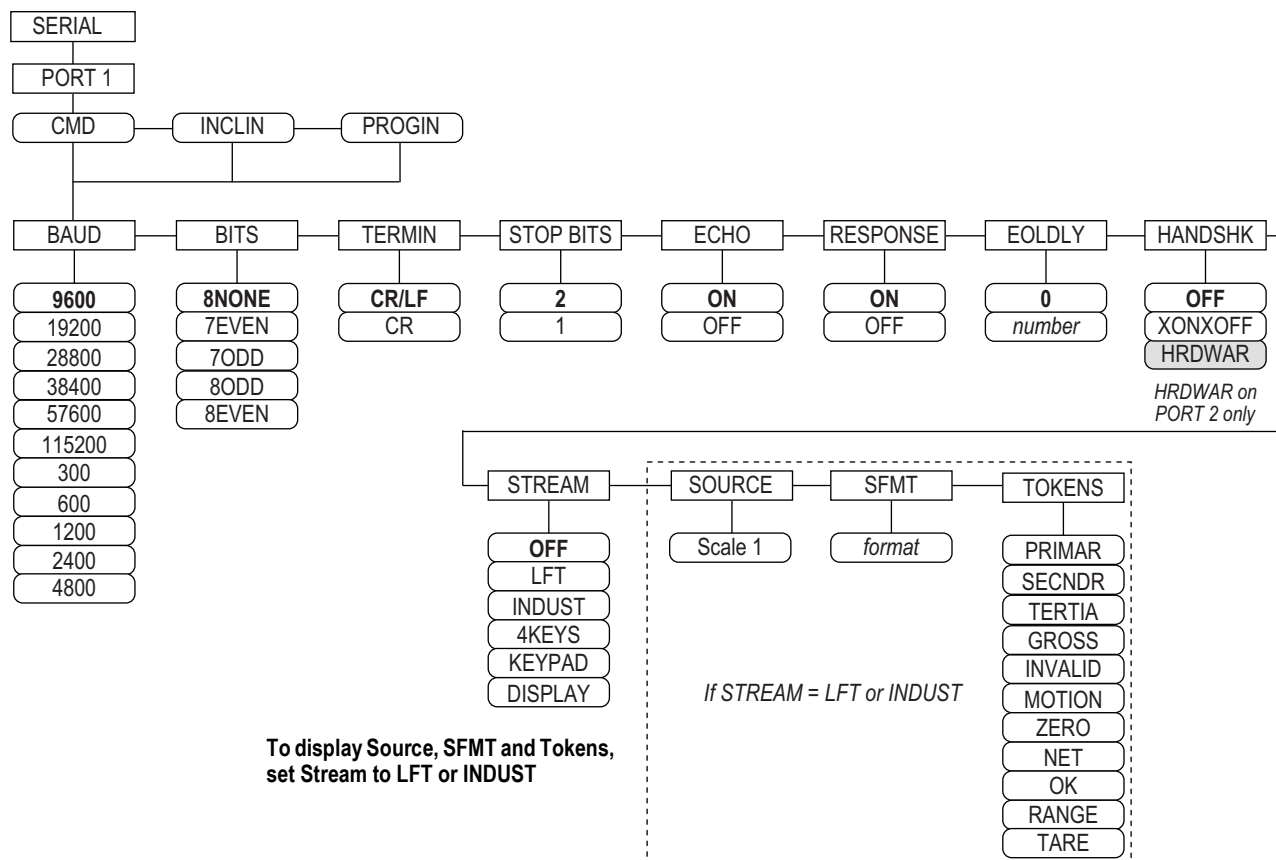 SERIAL
PORT 1
CMD INCLIN PROGIN
BAUD BITS TERMIN STOP BITS ECHO RESPONSE EOLDLY HANDSHK
9600 8NONE CR/LF 2 ON ON 0 OFF
19200 7EVEN CR 1 OFF OFF number XONXOFF
28800 7ODD HRDWAR
38400 8ODD
57600 8EVEN
115200
300
600
1200
2400
4800
HRDWAR on
PORT 2 only
STREAM SOURCE SFMT TOKENS
OFF Scale 1 format PRIMAR
LFT SECNDR
INDUST TERTIA
4KEYS GROSS
KEYPAD INVALID
DISPLAY MOTION
ZERO
NET
OK
RANGE
TARE
If STREAM = LFT or INDUST
To display Source, SFMT and Tokens,
set Stream to LFT or INDUST